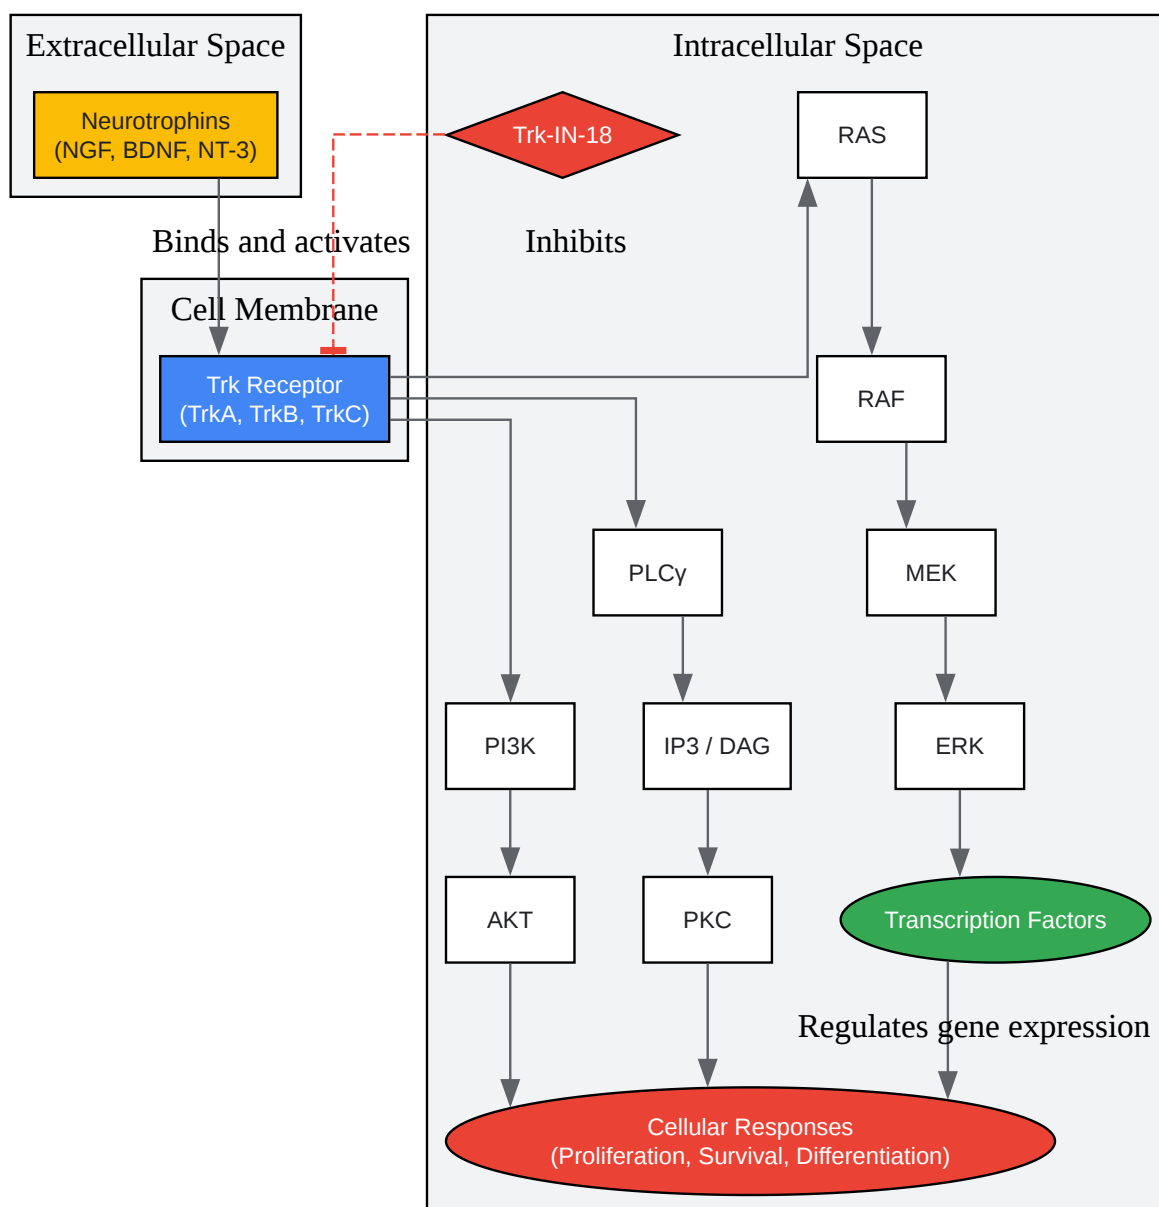 Extracellular Space
Intracellular Space
Neurotrophins
(NGF, BDNF, NT-3)
Trk-IN-18
RAS
Binds and activates
Inhibits
Cell Membrane
Trk Receptor
(TrkA, TrkB, TrkC)
RAF
PLCγ
MEK
PI3K
IP3 / DAG
ERK
AKT
PKC
Transcription Factors
Regulates gene expression
Cellular Responses
(Proliferation, Survival, Differentiation)